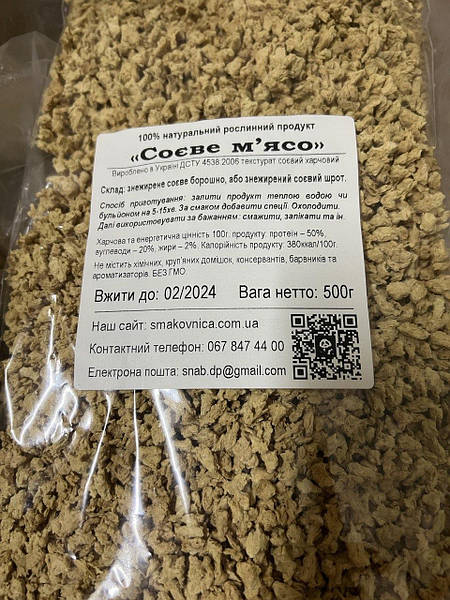 100% натуральний рослинний продукт
«Соєве м'ясо»
Вироблено в Україні ДСТУ 4538:2006 текстурат соєвий харчовий
Склад: знежирене соєве борошно, або знежирений соєвий шрот.
Спосіб приготування: залити продукт теплою водою чи
бульйоном на 5-15хв. За смаком добавити спеції. Охолодити.
Далі використовувати за бажанням: смажити, запікати та ін.
Харчова та енергетична цінність 100г. продукту: протеїн – 50%,
вуглеводи – 20%, жири – 2%. Калорійність продукту: 380ккал/100г.
Не містить хімічних, круп'яних домішок, консервантів, барвників та
ароматизаторів. БЕЗ ГМО.
Вжити до: 02/2024 Вага нетто: 500г
Наш сайт: smakovnica.com.ua
Контактний телефон: 067 847 44 00
Електрона пошта: snab.dp@gmail.com